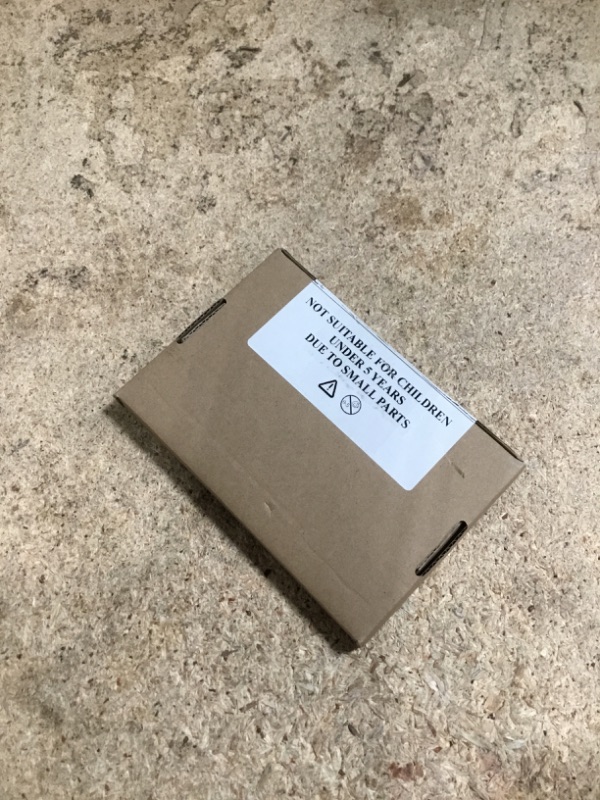 NOT SUITABLE FOR CHILDREN
UNDER 5 YEARS
DUE TO SMALL PARTS